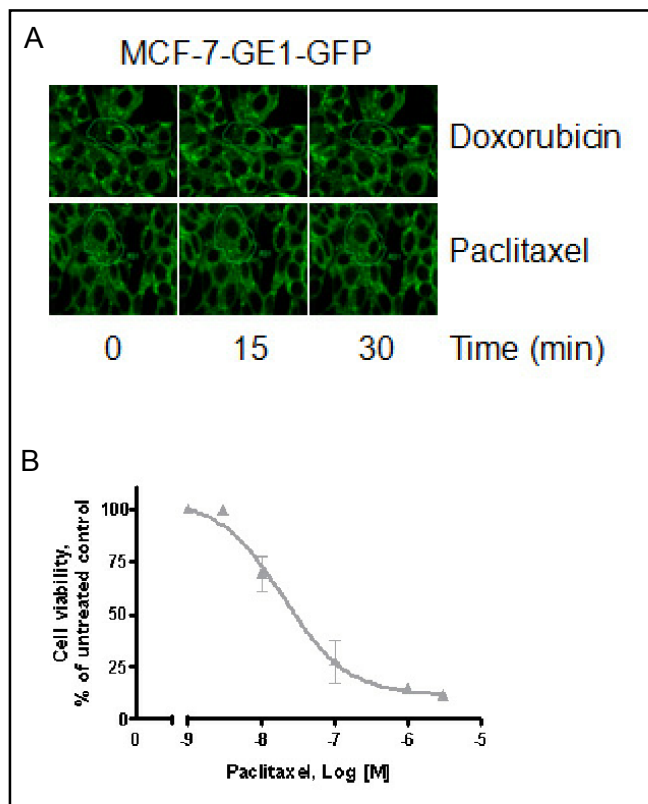 A
MCF-7-GE1-GFP
Doxorubicin
Paclitaxel
0 15 30 Time (min)
B
Cell viability,
% of untreated control
100
75
50
25
0
0 -9 -8 -7 -6 -5
Paclitaxel, Log [M]